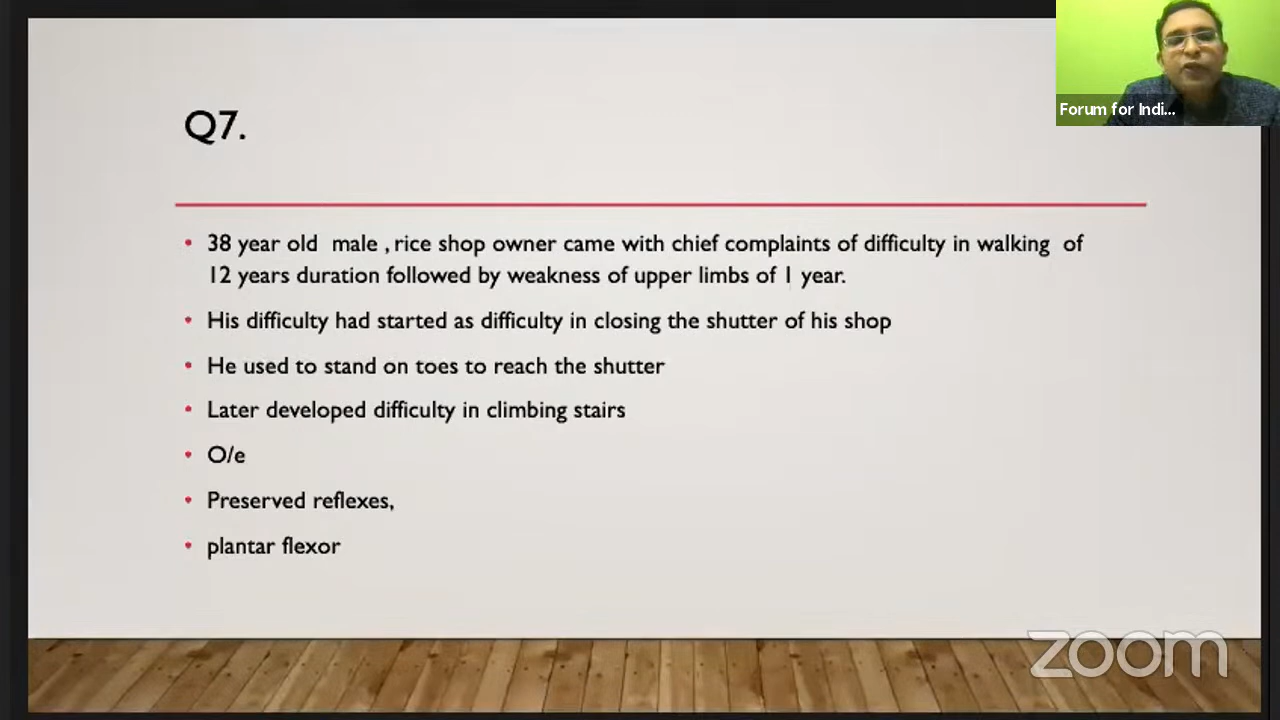 Forum for Indi...
Q7.
• 38 year old male , rice shop owner came with chief complaints of difficulty in walking of
12 years duration followed by weakness of upper limbs of 1 year.
• His difficulty had started as difficulty in closing the shutter of his shop
• He used to stand on toes to reach the shutter
• Later developed difficulty in climbing stairs
• O/e
• Preserved reflexes,
• plantar flexor
zoom